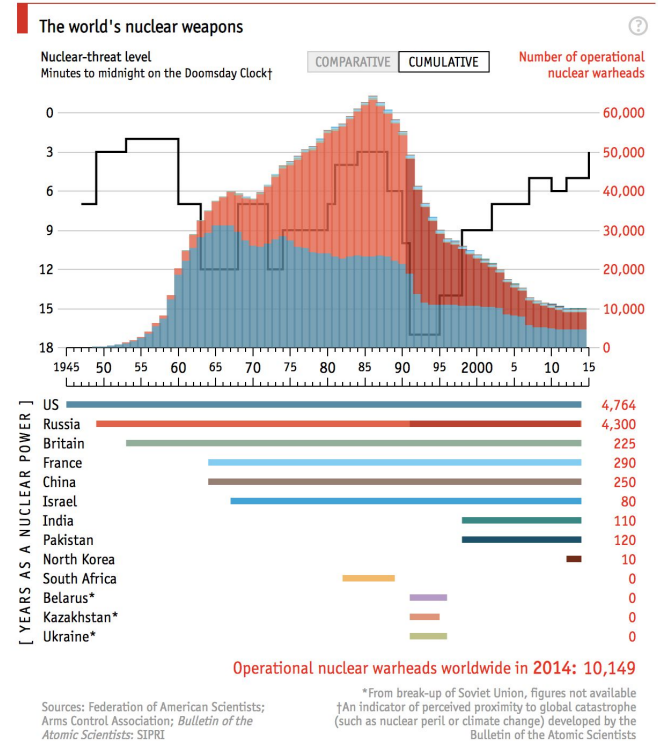 The world's nuclear weapons
?
Nuclear-threat level
Minutes to midnight on the Doomsday Clock†
COMPARATIVE CUMULATIVE
Number of operational
nuclear warheads
0 60,000
3 50,000
6 40,000
9 30,000
12 20,000
15 10,000
18 0
1945 50 55 60 65 70 75 80 85 90 95 2000 5 10 15
[ YEARS AS A NUCLEAR POWER ]
US 4,764
Russia 4,300
Britain 225
France 290
China 250
Israel 80
India 110
Pakistan 120
North Korea 10
South Africa 0
Belarus* 0
Kazakhstan* 0
Ukraine* 0
Operational nuclear warheads worldwide in 2014: 10,149
Sources: Federation of American Scientists;
Arms Control Association; Bulletin of the
Atomic Scientists; SIPRI
*From break-up of Soviet Union, figures not available
†An indicator of perceived proximity to global catastrophe
(such as nuclear peril or climate change) developed by the
Bulletin of the Atomic Scientists